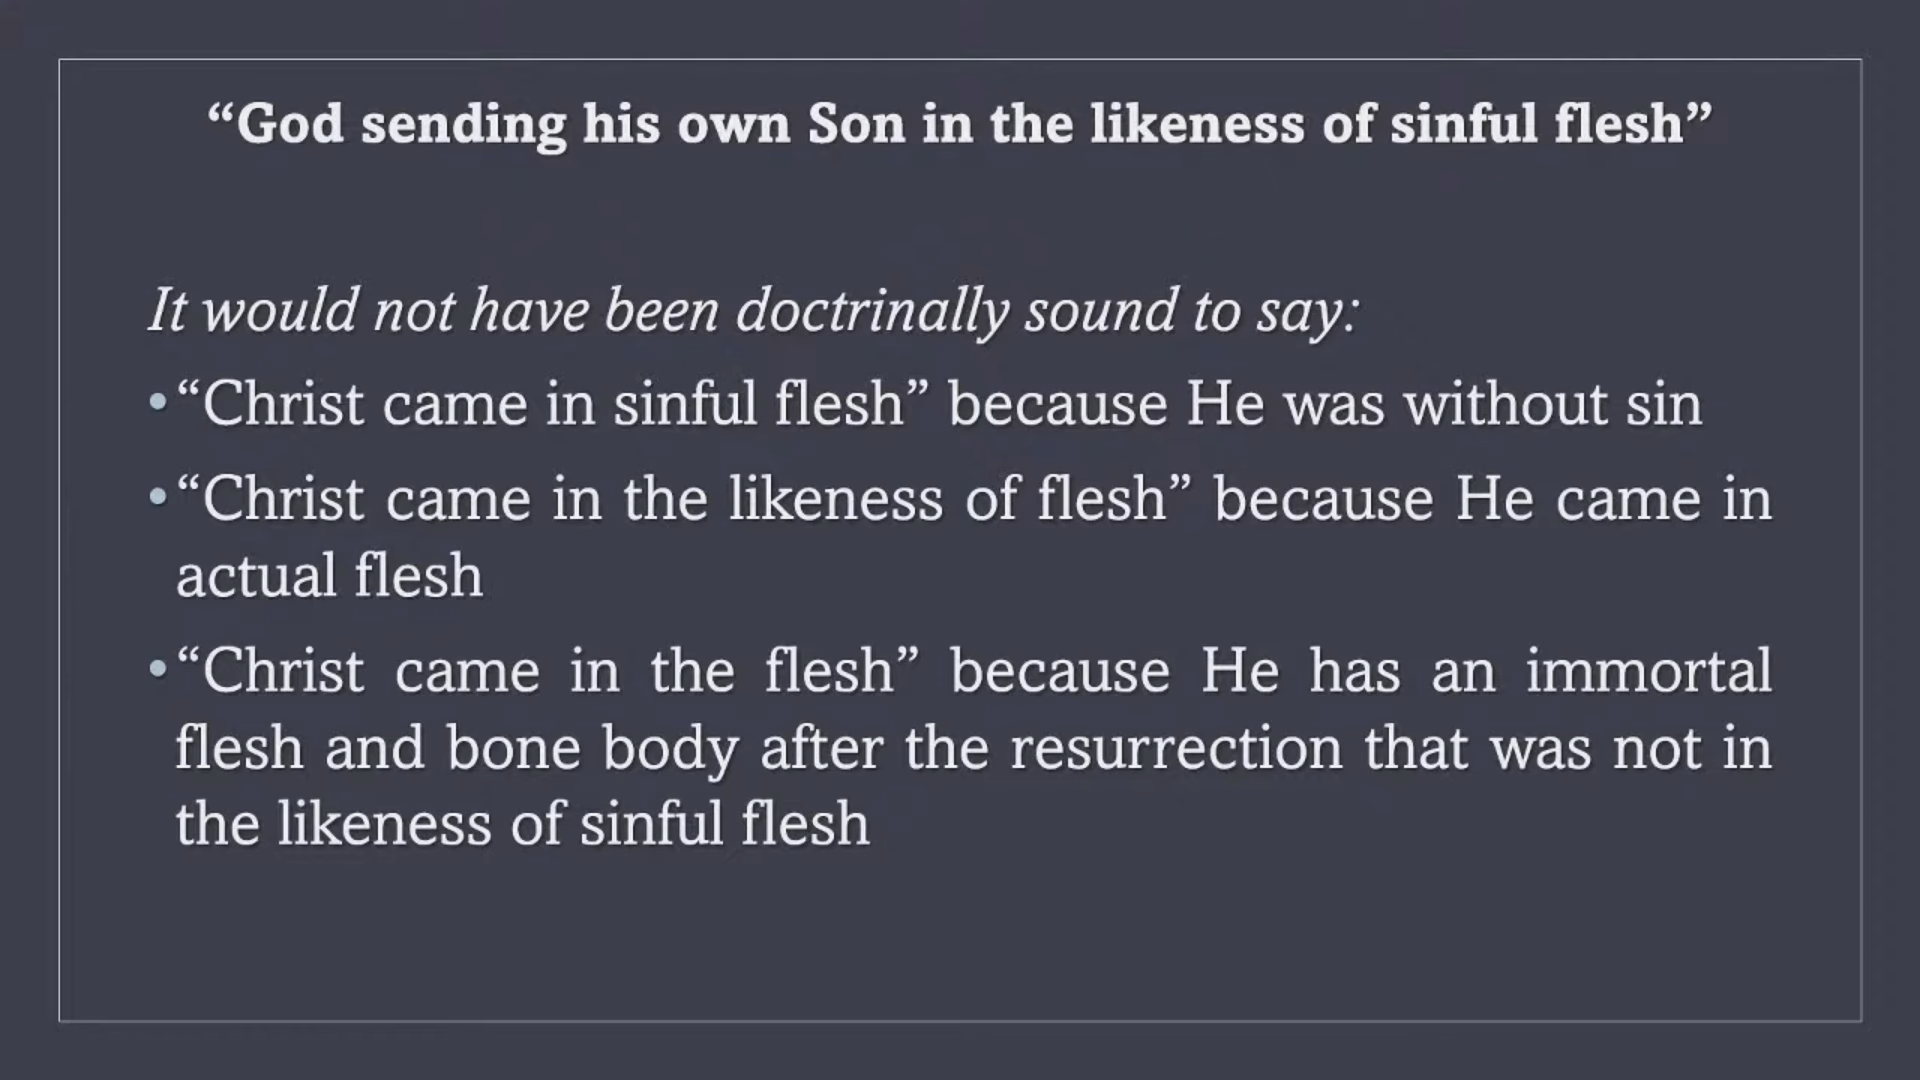 “God sending his own Son in the likeness of sinful flesh”
It would not have been doctrinally sound to say:
•“Christ came in sinful flesh” because He was without sin
•“Christ came in the likeness of flesh” because He came in
actual flesh
•“Christ came in the flesh” because He has an immortal
flesh and bone body after the resurrection that was not in
the likeness of sinful flesh